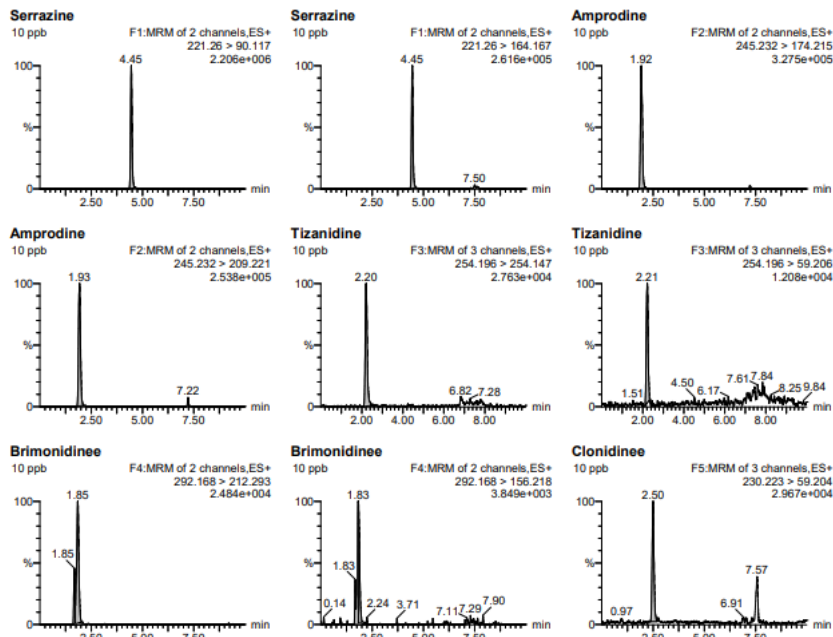 Serrazine
10 ppb
F1:MRM of 2 channels,ES+
221.26 > 90.117
2.206e+006
4.45
100
%
0
2.50 5.00 7.50
min
Serrazine
10 ppb
F1:MRM of 2 channels,ES+
221.26 > 164.167
2.616e+005
4.45
100
%
7.50
0
2.50 5.00 7.50
min
Amprodine
10 ppb
F2:MRM of 2 channels,ES+
245.232 > 174.215
3.275e+005
1.92
100
%
0
2.50 5.00 7.50
min
Amprodine
10 ppb
F2:MRM of 2 channels,ES+
245.232 > 209.221
2.538e+005
1.93
100
%
7.22
0
2.50 5.00 7.50
min
Tizanidine
10 ppb
F3:MRM of 3 channels,ES+
254.196 > 254.147
2.763e+004
2.20
100
%
6.82 7.28
0
2.00 4.00 6.00 8.00
min
Tizanidine
10 ppb
F3:MRM of 3 channels,ES+
254.196 > 59.206
1.208e+004
2.21
100
%
1.51 4.50 6.17 7.61 7.84 8.25 9.84
0
2.00 4.00 6.00 8.00
min
Brimonidinee
10 ppb
F4:MRM of 2 channels,ES+
292.168 > 212.293
2.484e+004
1.85
100
%
1.85
0
min
Brimonidinee
10 ppb
F4:MRM of 2 channels,ES+
292.168 > 156.218
3.849e+003
1.83
100
%
1.83
0.14 2.24 3.71 7.11 7.29 7.90
0
min
Clonidinee
10 ppb
F5:MRM of 3 channels,ES+
230.223 > 59.204
2.967e+004
2.50
100
%
7.57
0.97 6.91
0
min